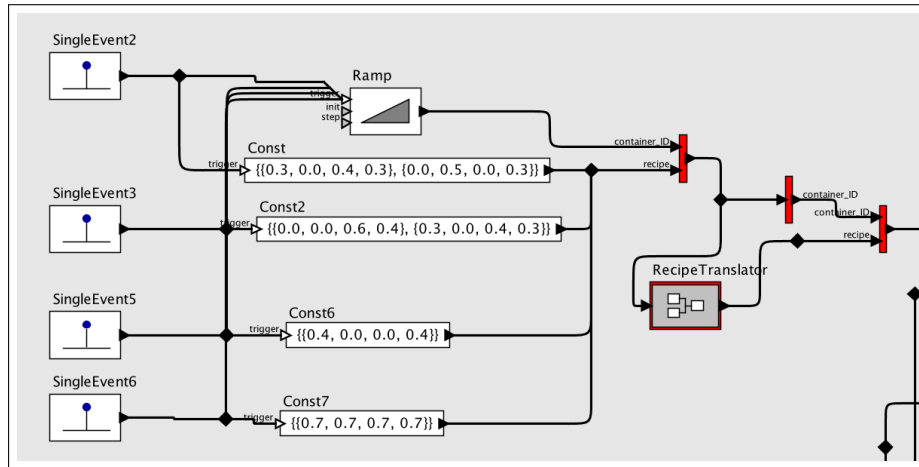 SingleEvent2
Ramp
trigger
init
step
container_ID
Const
trigger
{{0.3, 0.0, 0.4, 0.3}, {0.0, 0.5, 0.0, 0.3}}
recipe
SingleEvent3
Const2
trigger
{{0.0, 0.0, 0.6, 0.4}, {0.3, 0.0, 0.4, 0.3}}
container_ID
container_ID
recipe
RecipeTranslator
SingleEvent5
Const6
trigger
{{0.4, 0.0, 0.0, 0.4}}
SingleEvent6
Const7
trigger
{{0.7, 0.7, 0.7, 0.7}}